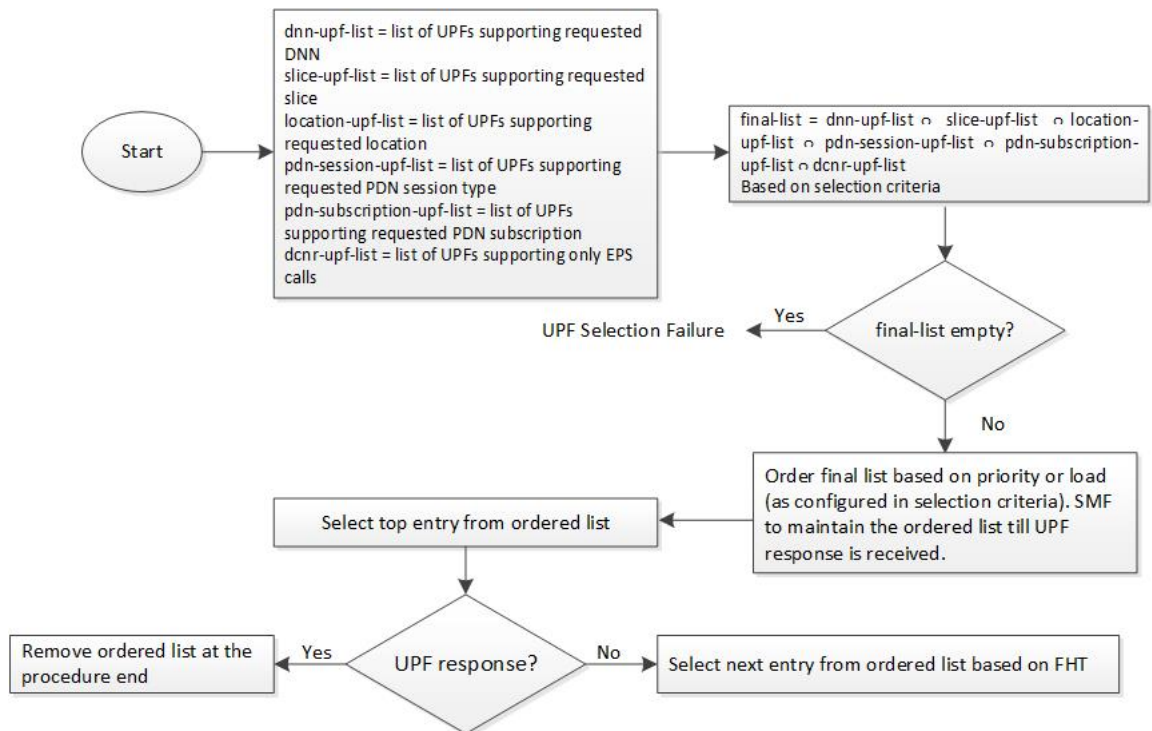 Start
dnn-upf-list = list of UPFs supporting requested
DNN
slice-upf-list = list of UPFs supporting requested
slice
location-upf-list = list of UPFs supporting
requested location
pdn-session-upf-list = list of UPFs supporting
requested PDN session type
pdn-subscription-upf-list = list of UPFs
supporting requested PDN subscription
dcnr-upf-list = list of UPFs supporting only EPS
calls
final-list = dnn-upf-list ∩ slice-upf-list ∩ location-
upf-list ∩ pdn-session-upf-list ∩ pdn-subscription-
upf-list ∩ dcnr-upf-list
Based on selection criteria
final-list empty?
Yes
UPF Selection Failure
No
Order final list based on priority or load
(as configured in selection criteria). SMF
to maintain the ordered list till UPF
response is received.
Select top entry from ordered list
UPF response?
Yes
Remove ordered list at the
procedure end
No
Select next entry from ordered list based on FHT